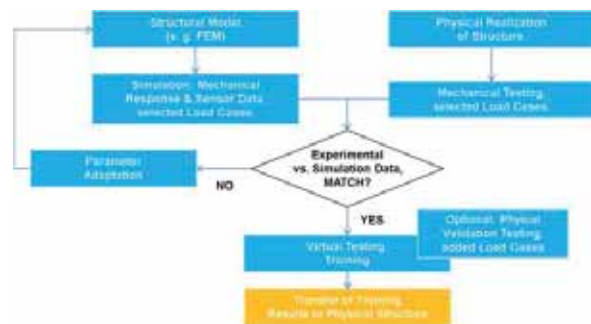 Structural Model
(e. g. FEM)
Physical Realization
of Structure
Simulation: Mechanical
Response & Sensor Data
selected Load Cases
Mechanical Testing,
selected Load Cases
Experimental
vs. Simulation Data,
MATCH?
Parameter
Adaptation
NO
YES
Optional: Physical
Validation Testing,
added Load Cases
Virtual Testing
Training
Transfer of Training
Results to Physical Structure